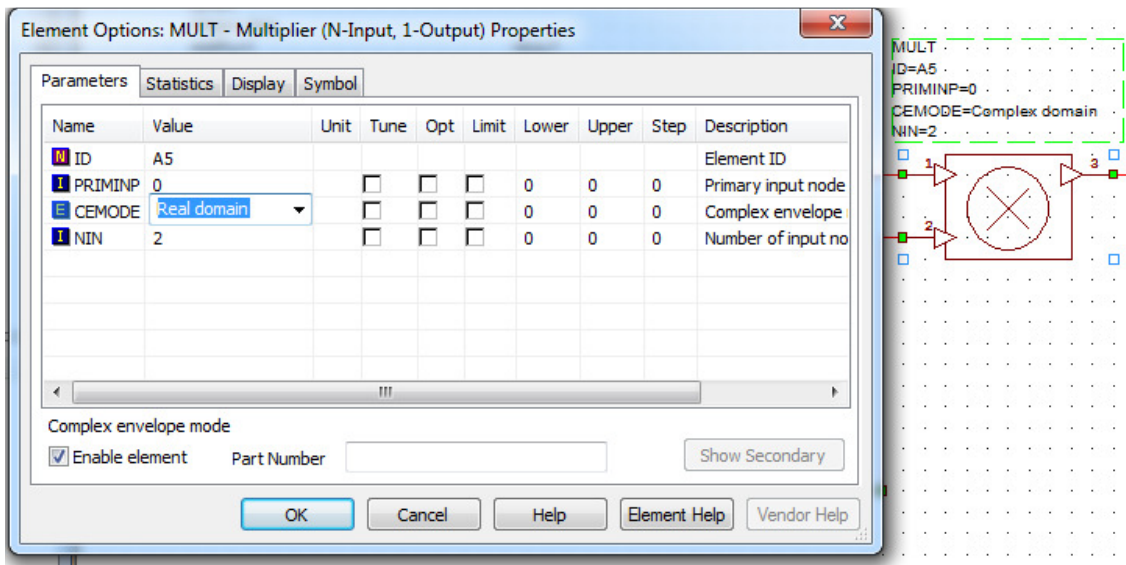 Element Options: MULT - Multiplier (N-Input, 1-Output) Properties
Parameters Statistics Display Symbol
Name Value Unit Tune Opt Limit Lower Upper Step Description
N ID A5 Element ID
I PRIMINP 0 0 0 0 Primary input node
E CEMODE Real domain 0 0 0 Complex envelope
I NIN 2 0 0 0 Number of input no
Complex envelope mode
Enable element Part Number Show Secondary
OK Cancel Help Element Help Vendor Help
MULT
ID=A5
PRIMINP=0
CEMODE=Complex domain
NIN=2
1
3
2